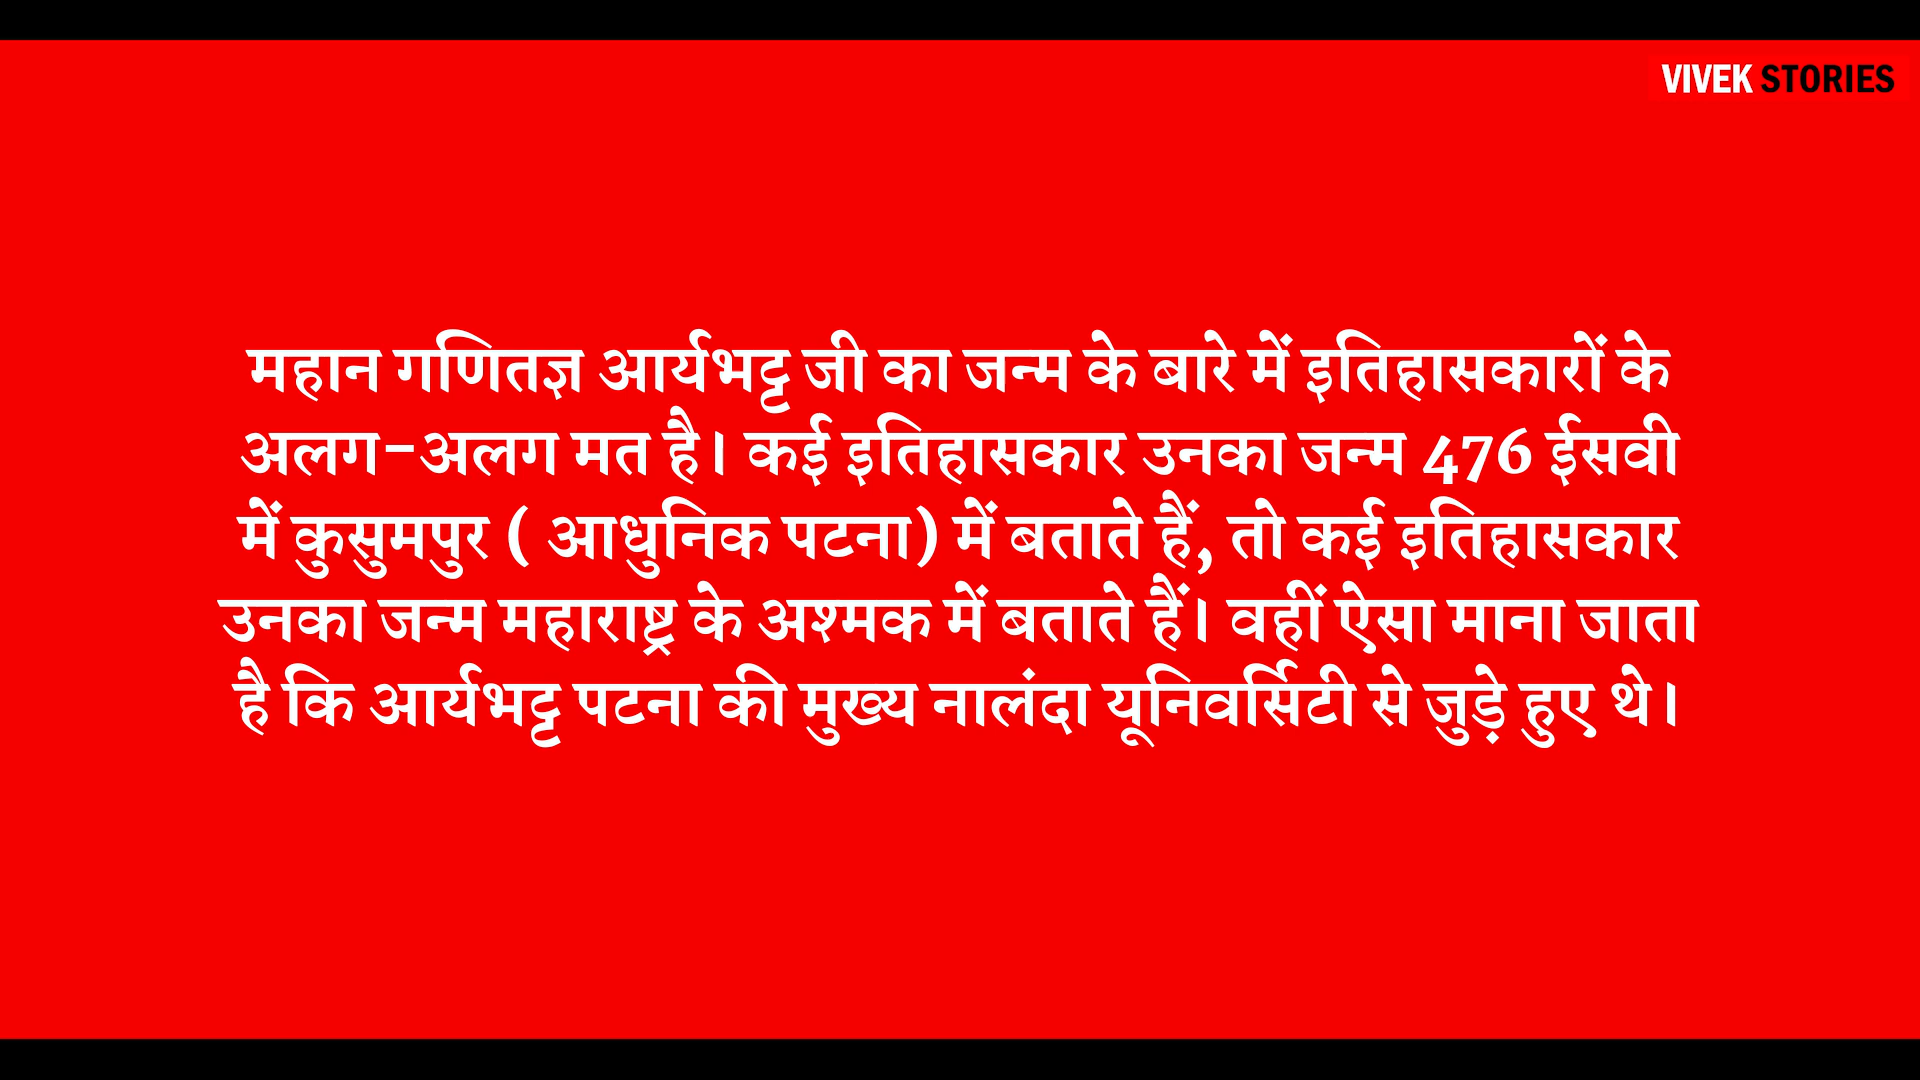 VIVEK STORIES
महान गणितज्ञ आर्यभट्ट जी का जन्म के बारे में इतिहासकारों के
अलग-अलग मत है। कई इतिहासकार उनका जन्म 476 ईसवी
में कुसुमपुर ( आधुनिक पटना) में बताते हैं, तो कई इतिहासकार
उनका जन्म महाराष्ट्र के अश्मक में बताते हैं। वहीं ऐसा माना जाता
है कि आर्यभट्ट पटना की मुख्य नालंदा यूनिवर्सिटी से जुड़े हुए थे।